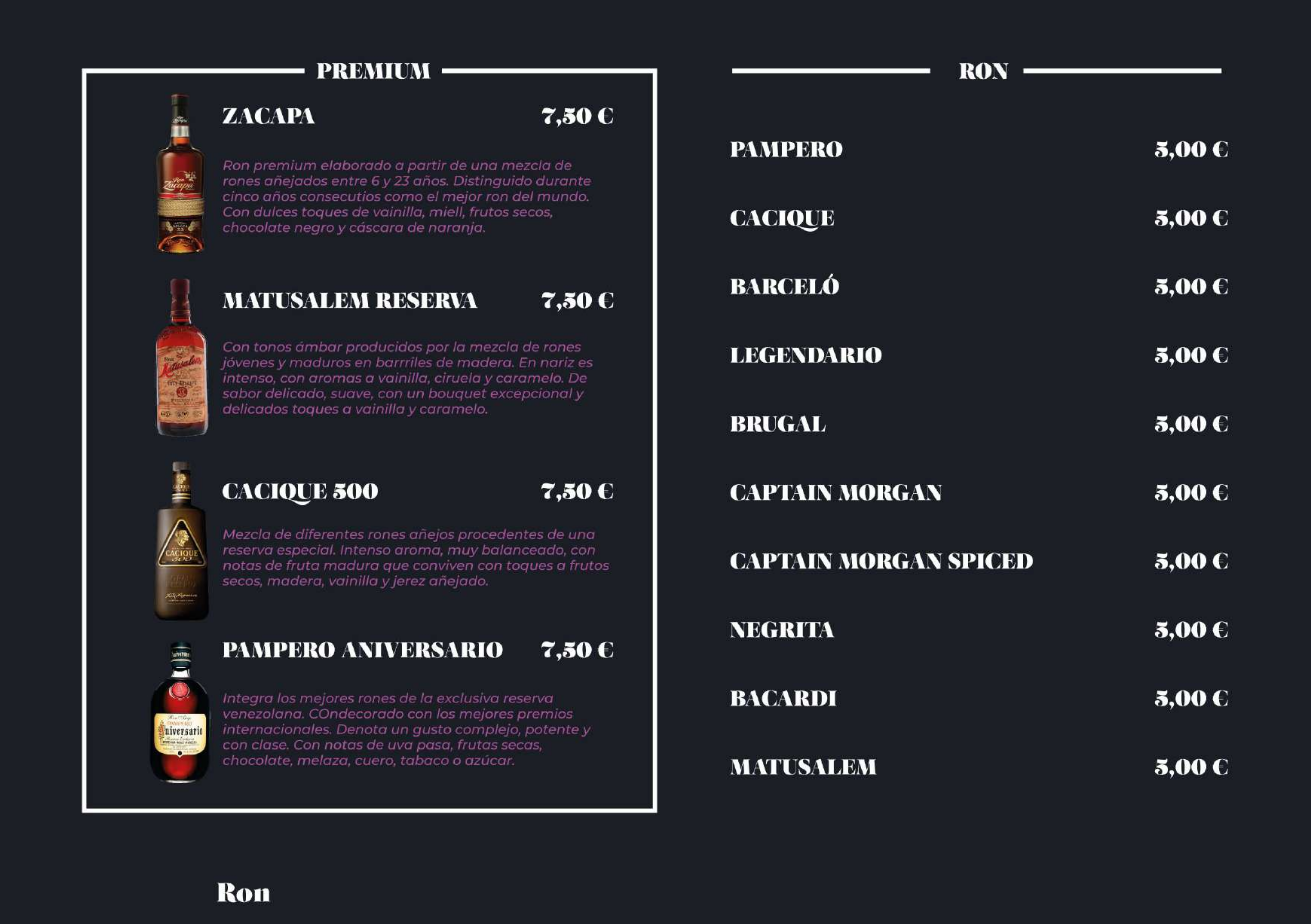 PREMIUM
ZACAPA 7,50 €
Ron premium elaborado a partir de una mezcla de
rones añejados entre 6 y 23 años. Distinguido durante
cinco años consecutios como el mejor ron del mundo.
Con dulces toques de vainilla, miell, frutos secos,
chocolate negro y cáscara de naranja.
Zacapa
MATUSALEM RESERVA 7,50 €
Con tonos ámbar producidos por la mezcla de rones
jóvenes y maduros en barrriles de madera. En nariz es
intenso, con aromas a vainilla, ciruela y caramelo. De
sabor delicado, suave, con un bouquet excepcional y
delicados toques a vainilla y caramelo.
Matusalem
CACIQUE 500 7,50 €
Mezcla de diferentes rones añejos procedentes de una
reserva especial. Intenso aroma, muy balanceado, con
notas de fruta madura que conviven con toques a frutos
secos, madera, vainilla y jerez añejado.
CACIQUE
500
PAMPERO ANIVERSARIO 7,50 €
Integra los mejores rones de la exclusiva reserva
venezolana. COndecorado con los mejores premios
internacionales. Denota un gusto complejo, potente y
con clase. Con notas de uva pasa, frutas secas,
chocolate, melaza, cuero, tabaco o azúcar.
niversario
RON
PAMPERO 5,00 €
CACIQUE 5,00 €
BARCELÓ 5,00 €
LEGENDARIO 5,00 €
BRUGAL 5,00 €
CAPTAIN MORGAN 5,00 €
CAPTAIN MORGAN SPICED 5,00 €
NEGRITA 5,00 €
BACARDI 5,00 €
MATUSALEM 5,00 €
Ron